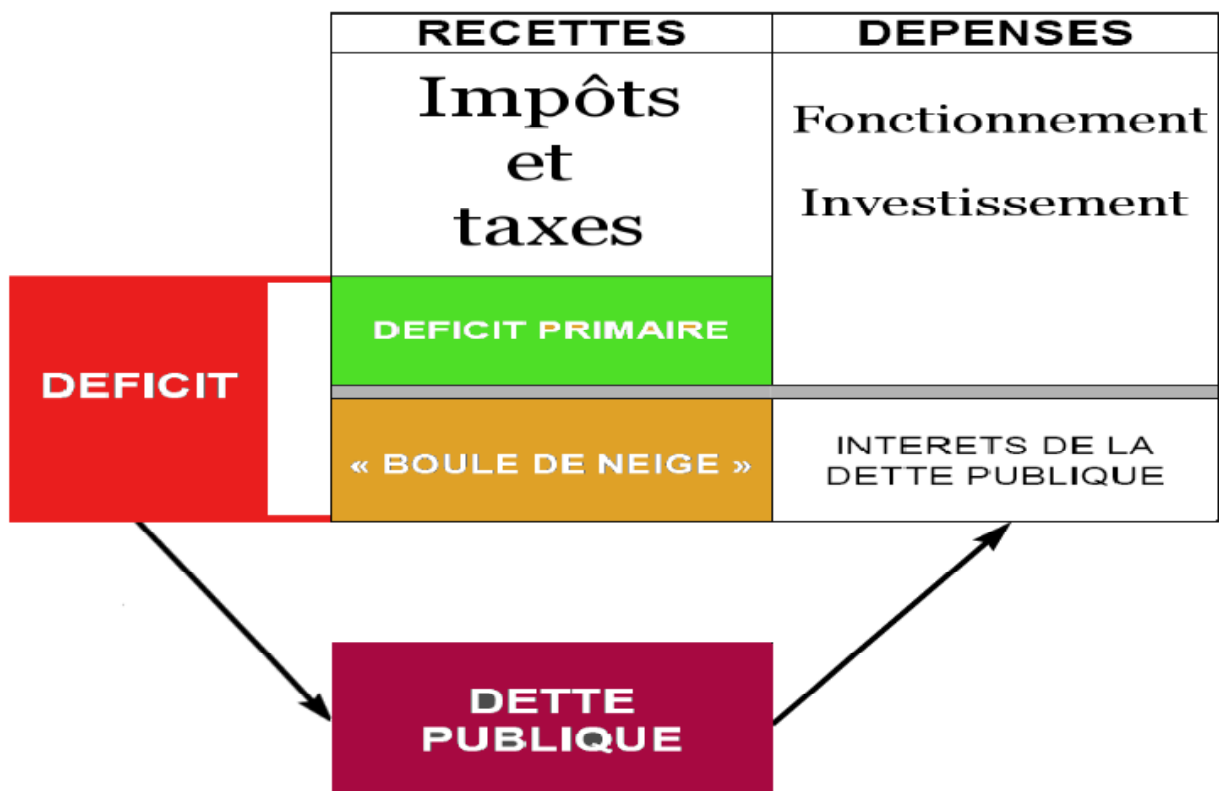 RECETTES
DEPENSES
Impôts
et
taxes
Fonctionnement
Investissement
DEFICIT
DEFICIT PRIMAIRE
« BOULE DE NEIGE »
INTERETS DE LA
DETTE PUBLIQUE
DETTE
PUBLIQUE